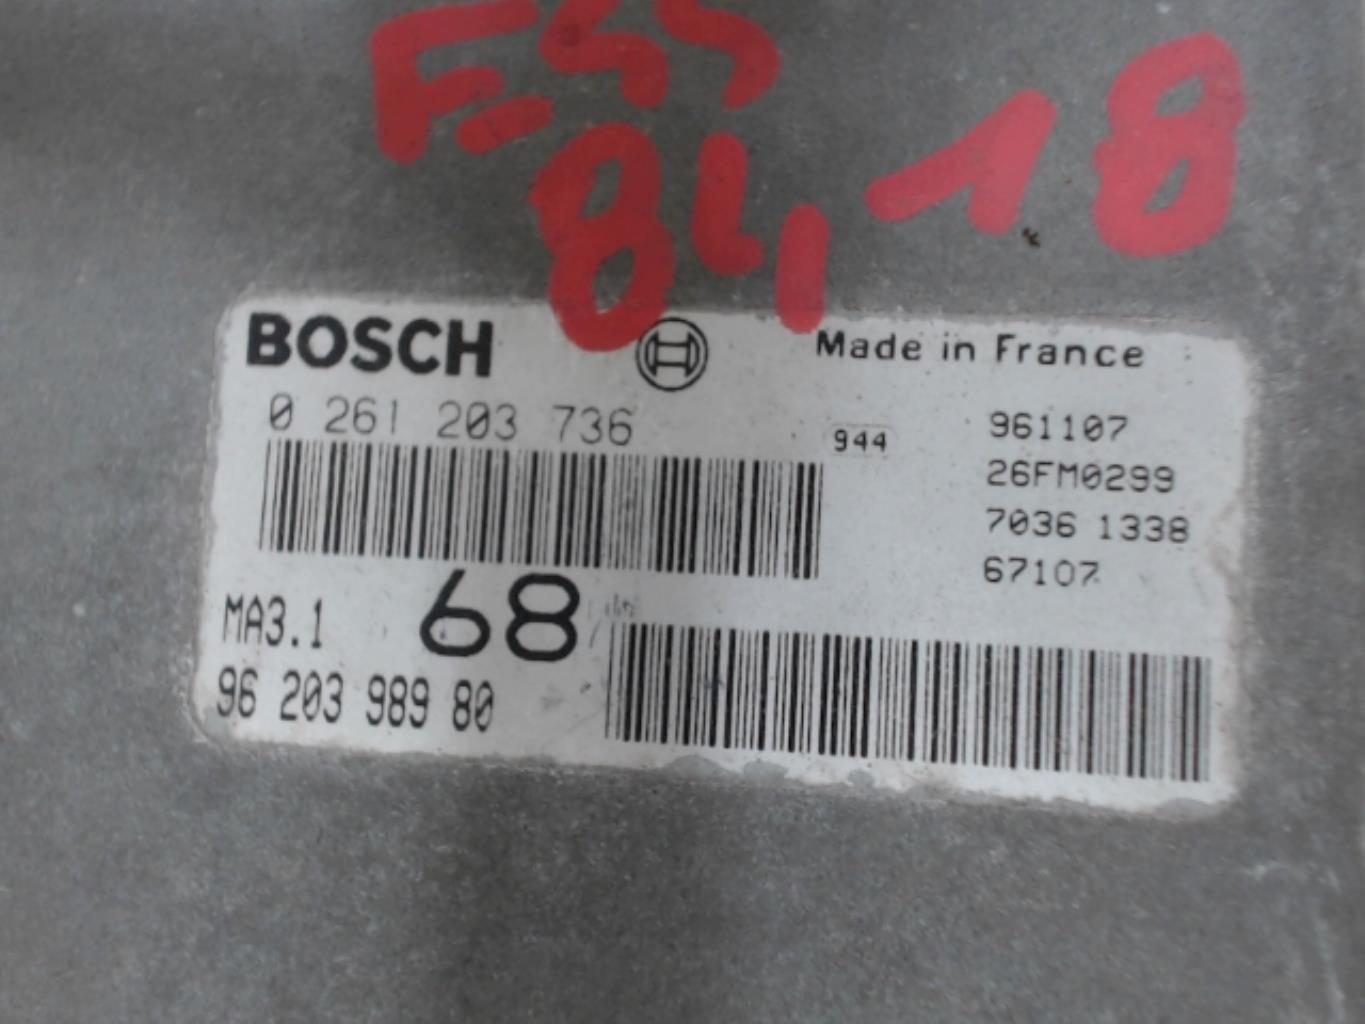 F-55
84 18
BOSCH Made in France
0 261 203 736
944
961107
26FM0299
7036 1338
67107
MA3.1 68
96 203 989 80